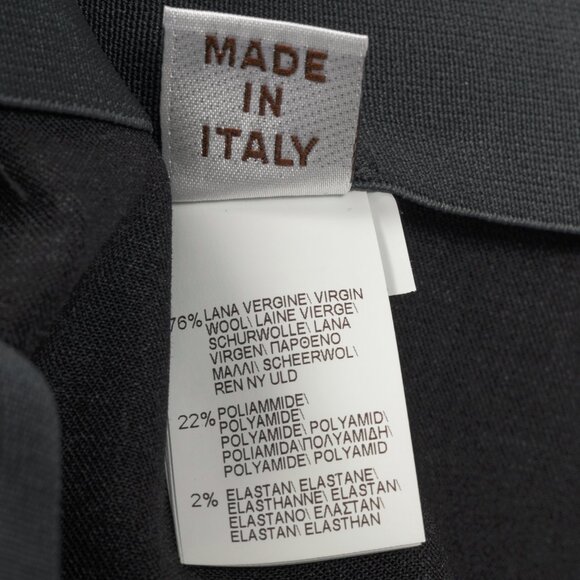 MADE
IN
ITALY
76% LANA VERGINE\ VIRGIN
WOOL\ LAINE VIERGE\
SCHURWOLLE\ LANA
VIRGEN\ ΠΑΡΘΕΝΟ
ΜΑΛΛΙ\ SCHEERWOL\
REN NY ULD
22% POLIAMMIDE\
POLYAMIDE\
POLYAMIDE\ POLYAMID\
POLIAMIDA\ΠΟΛΥΑΜΙΔΗ\
POLYAMIDE\ POLYAMID
2% ELASTAN\ ELASTANE\
ELASTHANNE\ ELASTAN\
ELASTANO\ ΕΛΑΣΤΑΝ\
ELASTAN\ ELASTHAN